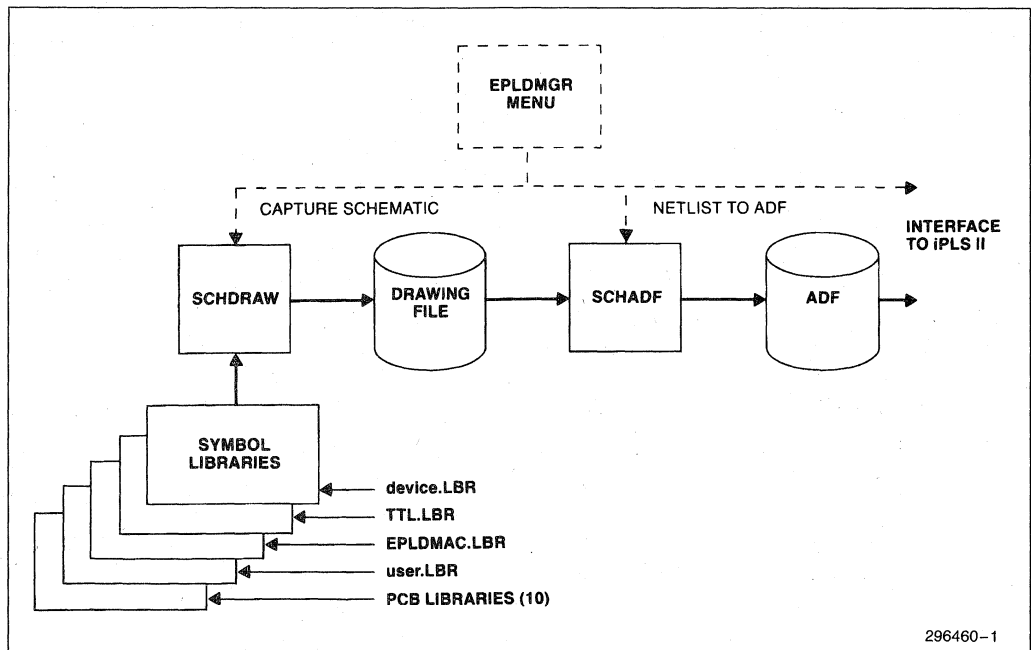 EPLDMGR
MENU
CAPTURE SCHEMATIC
NETLIST TO ADF
INTERFACE
TO iPLS II
SCHDRAW
DRAWING
FILE
SCHADF
ADF
SYMBOL
LIBRARIES
device.LBR
TTL.LBR
EPLDMAC.LBR
user.LBR
PCB LIBRARIES (10)
296460-1